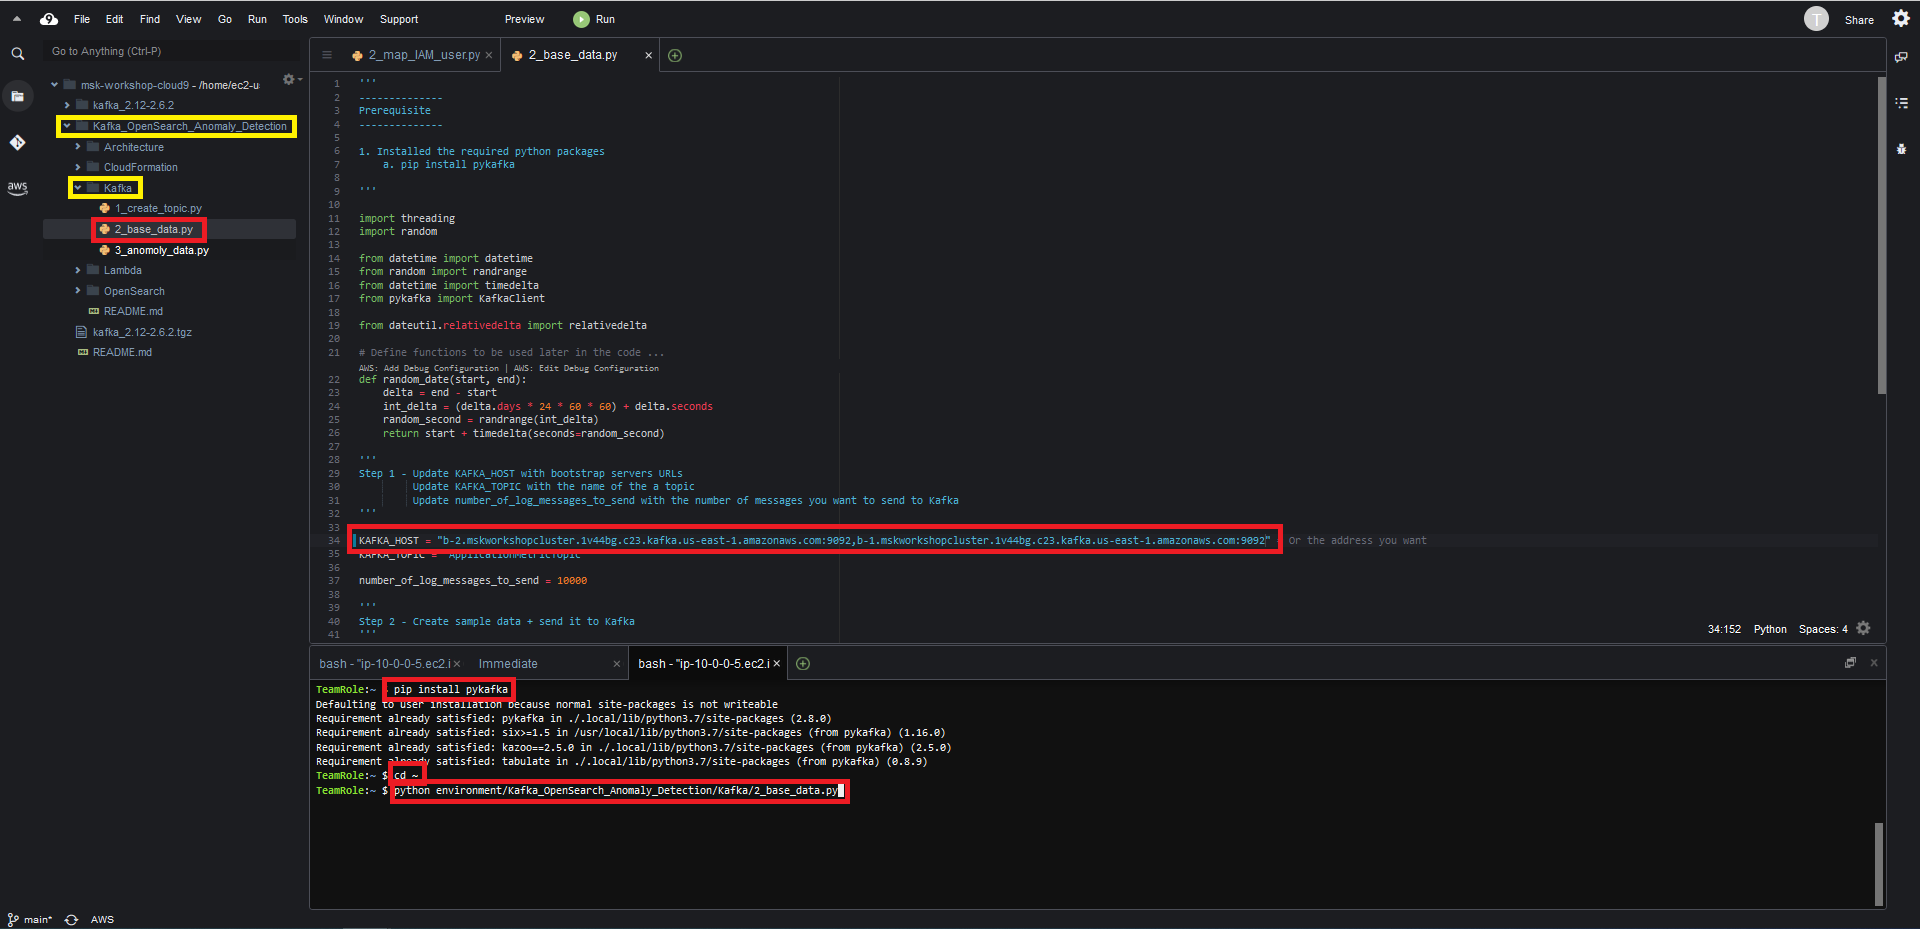 File Edit Find View Go Run Tools Window Support Preview Run T Share
Go to Anything (Ctrl-P)
msk-workshop-cloud9 - /home/ec2-u
kafka_2.12-2.6.2
Kafka_OpenSearch_Anomaly_Detection
Architecture
CloudFormation
Kafka
1_create_topic.py
2_base_data.py
3_anomoly_data.py
Lambda
OpenSearch
README.md
kafka_2.12-2.6.2.tgz
README.md
aws
2_map_IAM_user.py × 2_base_data.py ×
1 '''
2 --------------
3 Prerequisite
4 --------------
5
6 1. Installed the required python packages
7 a. pip install pykafka
8
9 '''
10
11 import threading
12 import random
13
14 from datetime import datetime
15 from random import randrange
16 from datetime import timedelta
17 from pykafka import KafkaClient
18
19 from dateutil.relativedelta import relativedelta
20
21 # Define functions to be used later in the code ...
AWS: Add Debug Configuration | AWS: Edit Debug Configuration
22 def random_date(start, end):
23 delta = end - start
24 int_delta = (delta.days * 24 * 60 * 60) + delta.seconds
25 random_second = randrange(int_delta)
26 return start + timedelta(seconds=random_second)
27
28 '''
29 Step 1 - Update KAFKA_HOST with bootstrap servers URLs
30 Update KAFKA_TOPIC with the name of the a topic
31 Update number_of_log_messages_to_send with the number of messages you want to send to Kafka
32 '''
33
34 KAFKA_HOST = "b-2.mskworkshopcluster.1v44bg.c23.kafka.us-east-1.amazonaws.com:9092,b-1.mskworkshopcluster.1v44bg.c23.kafka.us-east-1.amazonaws.com:9092" Or the address you want
35 KAFKA_TOPIC = "ApplicationMetricTopic"
36
37 number_of_log_messages_to_send = 10000
38
39 '''
40 Step 2 - Create sample data + send it to Kafka
41 '''
34:152 Python Spaces: 4
bash - "ip-10-0-0-5.ec2.i × Immediate × bash - "ip-10-0-0-5.ec2.i ×
TeamRole:~ pip install pykafka
Defaulting to user installation because normal site-packages is not writeable
Requirement already satisfied: pykafka in ./.local/lib/python3.7/site-packages (2.8.0)
Requirement already satisfied: six>=1.5 in /usr/local/lib/python3.7/site-packages (from pykafka) (1.16.0)
Requirement already satisfied: kazoo==2.5.0 in ./.local/lib/python3.7/site-packages (from pykafka) (2.5.0)
Requirement already satisfied: tabulate in ./.local/lib/python3.7/site-packages (from pykafka) (0.8.9)
TeamRole:~ $ cd ~
TeamRole:~ $ python environment/Kafka_OpenSearch_Anomaly_Detection/Kafka/2_base_data.py
main* AWS